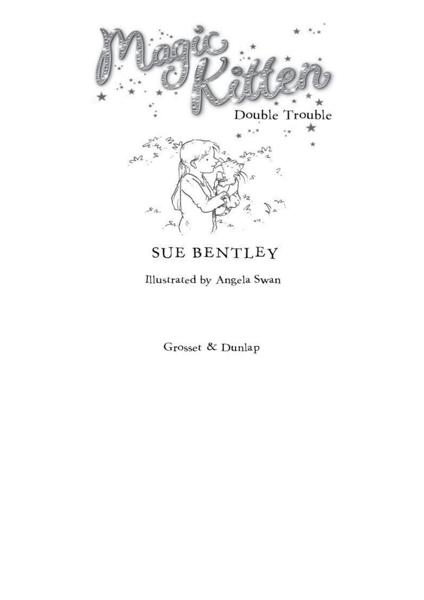 Magic
Kitten
Double Trouble
SUE BENTLEY
Illustrated by Angela Swan
Grosset & Dunlap